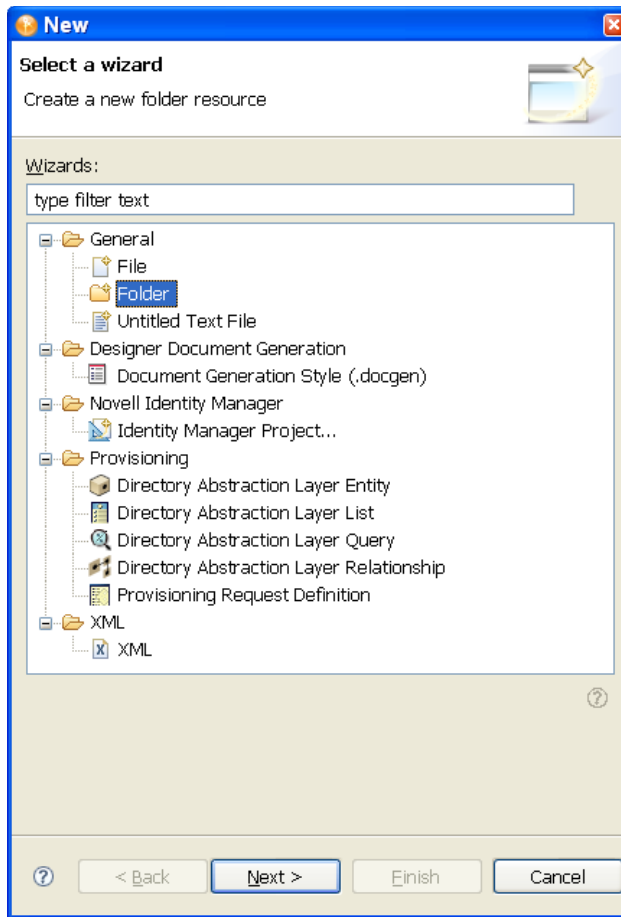 New
Select a wizard
Create a new folder resource
Wizards:
type filter text
General
File
Folder
Untitled Text File
Designer Document Generation
Document Generation Style (.docgen)
Novell Identity Manager
Identity Manager Project...
Provisioning
Directory Abstraction Layer Entity
Directory Abstraction Layer List
Directory Abstraction Layer Query
Directory Abstraction Layer Relationship
Provisioning Request Definition
XML
XML
< Back Next > Finish Cancel